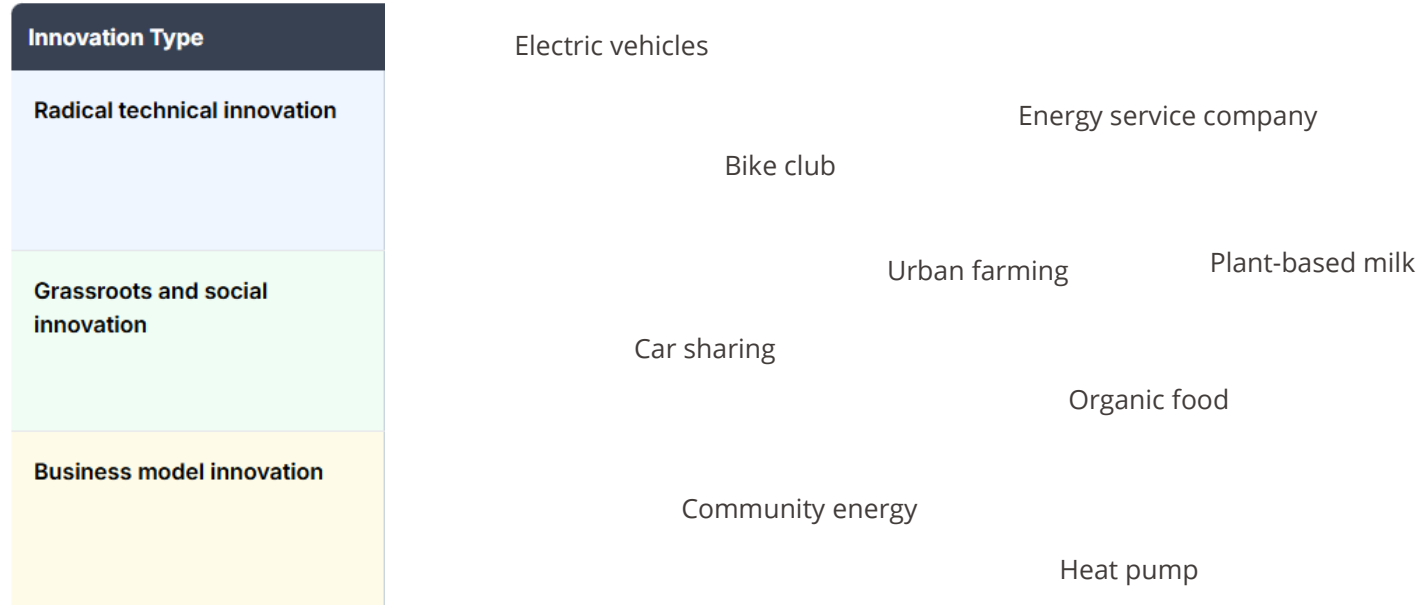 Innovation Type
Electric vehicles
Radical technical innovation
Energy service company
Bike club
Urban farming
Plant-based milk
Grassroots and social
innovation
Car sharing
Organic food
Business model innovation
Community energy
Heat pump